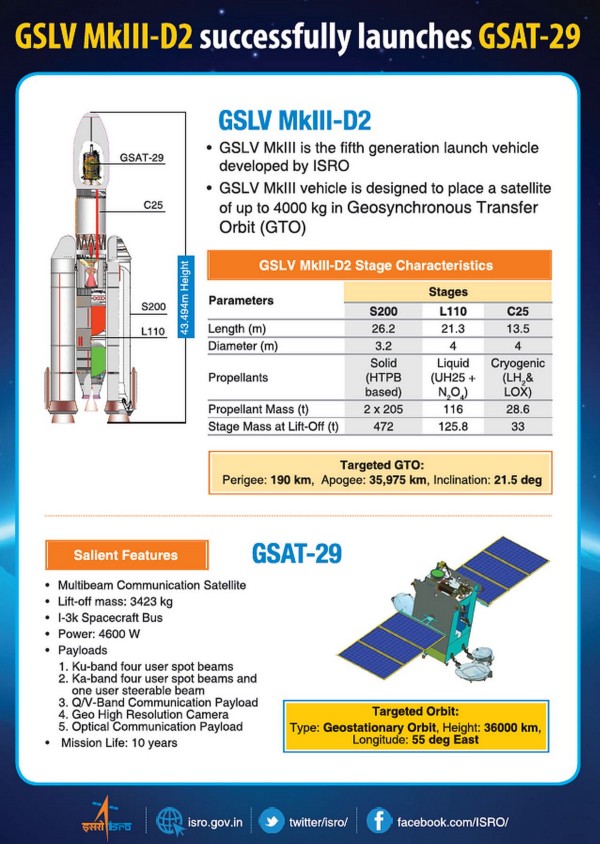 GSLV MkIII-D2 successfully launches GSAT-29
GSAT-29
C25
S200
L110
43.494m Height
GSLV MkIII-D2
• GSLV MkIII is the fifth generation launch vehicle
developed by ISRO
• GSLV MkIII vehicle is designed to place a satellite
of up to 4000 kg in Geosynchronous Transfer
Orbit (GTO)
GSLV MkIII-D2 Stage Characteristics
Parameters
Stages
S200 L110 C25
Length (m) 26.2 21.3 13.5
Diameter (m) 3.2 4 4
Propellants
Solid (HTPB based)
Liquid (UH25 + N₂O₄)
Cryogenic (LH₂& LOX)
Propellant Mass (t) 2 x 205 116 28.6
Stage Mass at Lift-Off (t) 472 125.8 33
Targeted GTO:
Perigee: 190 km, Apogee: 35,975 km, Inclination: 21.5 deg
Salient Features
GSAT-29
• Multibeam Communication Satellite
• Lift-off mass: 3423 kg
• I-3k Spacecraft Bus
• Power: 4600 W
• Payloads
1. Ku-band four user spot beams
2. Ka-band four user spot beams and
one user steerable beam
3. Q/V-Band Communication Payload
4. Geo High Resolution Camera
5. Optical Communication Payload
• Mission Life: 10 years
Targeted Orbit:
Type: Geostationary Orbit, Height: 36000 km,
Longitude: 55 deg East
इसरो isro
isro.gov.in
twitter/isro/
facebook.com/ISRO/